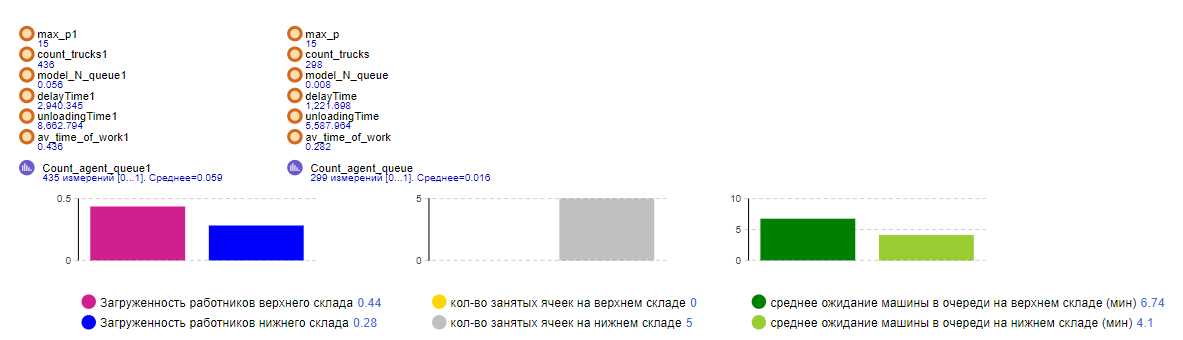 max_p1
15
count_trucks1
436
model_N_queue1
0.056
delayTime1
2,940.345
unloadingTime1
8,662.794
av_time_of_work1
0.436
Count_agent_queue1
435 измерений [0...1]. Среднее=0.059
max_p
15
count_trucks
298
model_N_queue
0.008
delayTime
1,221.698
unloadingTime
5,587.964
av_time_of_work
0.282
Count_agent_queue
299 измерений [0...1]. Среднее=0.016
0.5
0
Загруженность работников верхнего склада 0.44
Загруженность работников нижнего склада 0.28
5
0
кол-во занятых ячеек на верхнем складе 0
кол-во занятых ячеек на нижнем складе 5
10
5
0
среднее ожидание машины в очереди на верхнем складе (мин) 6.74
среднее ожидание машины в очереди на нижнем складе (мин) 4.1